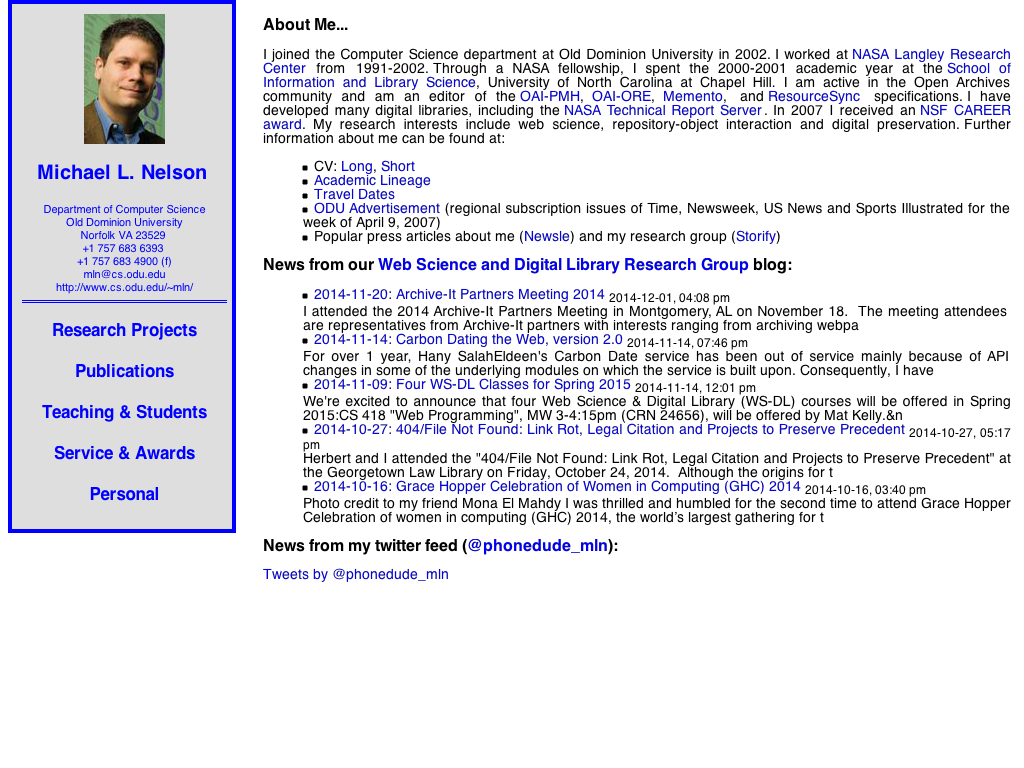 Michael L. Nelson
Department of Computer Science
Old Dominion University
Norfolk VA 23529
+1 757 683 6393
+1 757 683 4900 (f)
mln@cs.odu.edu
http://www.cs.odu.edu/~mln/
Research Projects
Publications
Teaching & Students
Service & Awards
Personal
About Me...
I joined the Computer Science department at Old Dominion University in 2002. I worked at NASA Langley Research
Center from 1991-2002. Through a NASA fellowship, I spent the 2000-2001 academic year at the School of
Information and Library Science, University of North Carolina at Chapel Hill. I am active in the Open Archives
community and am an editor of the OAI-PMH, OAI-ORE, Memento, and ResourceSync specifications. I have
developed many digital libraries, including the NASA Technical Report Server. In 2007 I received an NSF CAREER
award. My research interests include web science, repository-object interaction and digital preservation. Further
information about me can be found at:
CV: Long, Short
Academic Lineage
Travel Dates
ODU Advertisement (regional subscription issues of Time, Newsweek, US News and Sports Illustrated for the
week of April 9, 2007)
Popular press articles about me (Newsle) and my research group (Storify)
News from our Web Science and Digital Library Research Group blog:
2014-11-20: Archive-It Partners Meeting 2014 2014-12-01, 04:08 pm
I attended the 2014 Archive-It Partners Meeting in Montgomery, AL on November 18. The meeting attendees
are representatives from Archive-It partners with interests ranging from archiving webpa
2014-11-14: Carbon Dating the Web, version 2.0 2014-11-14, 07:46 pm
For over 1 year, Hany SalahEldeen's Carbon Date service has been out of service mainly because of API
changes in some of the underlying modules on which the service is built upon. Consequently, I have
2014-11-09: Four WS-DL Classes for Spring 2015 2014-11-14, 12:01 pm
We're excited to announce that four Web Science & Digital Library (WS-DL) courses will be offered in Spring
2015:CS 418 "Web Programming", MW 3-4:15pm (CRN 24656), will be offered by Mat Kelly.&n
2014-10-27: 404/File Not Found: Link Rot, Legal Citation and Projects to Preserve Precedent 2014-10-27, 05:17
pm
Herbert and I attended the "404/File Not Found: Link Rot, Legal Citation and Projects to Preserve Precedent" at
the Georgetown Law Library on Friday, October 24, 2014. Although the origins for t
2014-10-16: Grace Hopper Celebration of Women in Computing (GHC) 2014 2014-10-16, 03:40 pm
Photo credit to my friend Mona El Mahdy I was thrilled and humbled for the second time to attend Grace Hopper
Celebration of women in computing (GHC) 2014, the world's largest gathering for t
News from my twitter feed (@phonedude_mln):
Tweets by @phonedude_mln